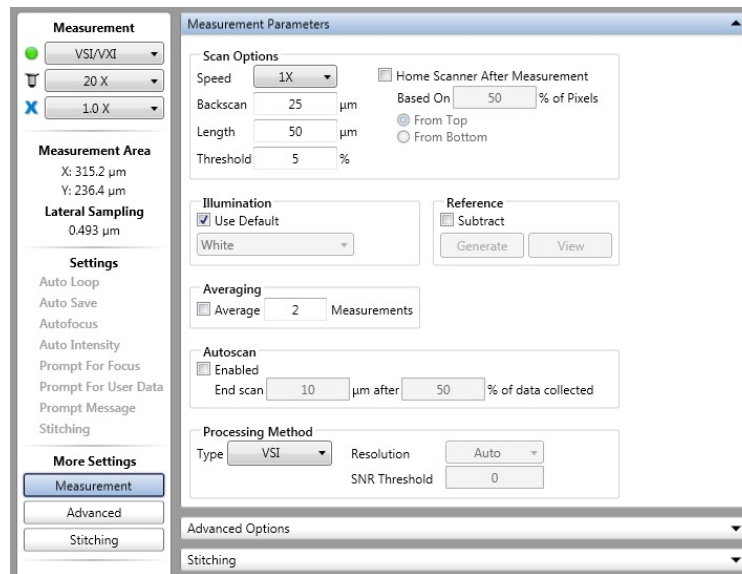 Measurement
VSI/VXI
20 X
1.0 X
Measurement Area
X: 315.2 µm
Y: 236.4 µm
Lateral Sampling
0.493 µm
Settings
Auto Loop
Auto Save
Autofocus
Auto Intensity
Prompt For Focus
Prompt For User Data
Prompt Message
Stitching
More Settings
Measurement
Advanced
Stitching
Measurement Parameters
Scan Options
Speed 1X
Backscan 25 µm
Length 50 µm
Threshold 5 %
Home Scanner After Measurement
Based On 50 % of Pixels
From Top
From Bottom
Illumination
Use Default
White
Reference
Subtract
Generate View
Averaging
Average 2 Measurements
Autoscan
Enabled
End scan 10 µm after 50 % of data collected
Processing Method
Type VSI Resolution Auto
SNR Threshold 0
Advanced Options
Stitching